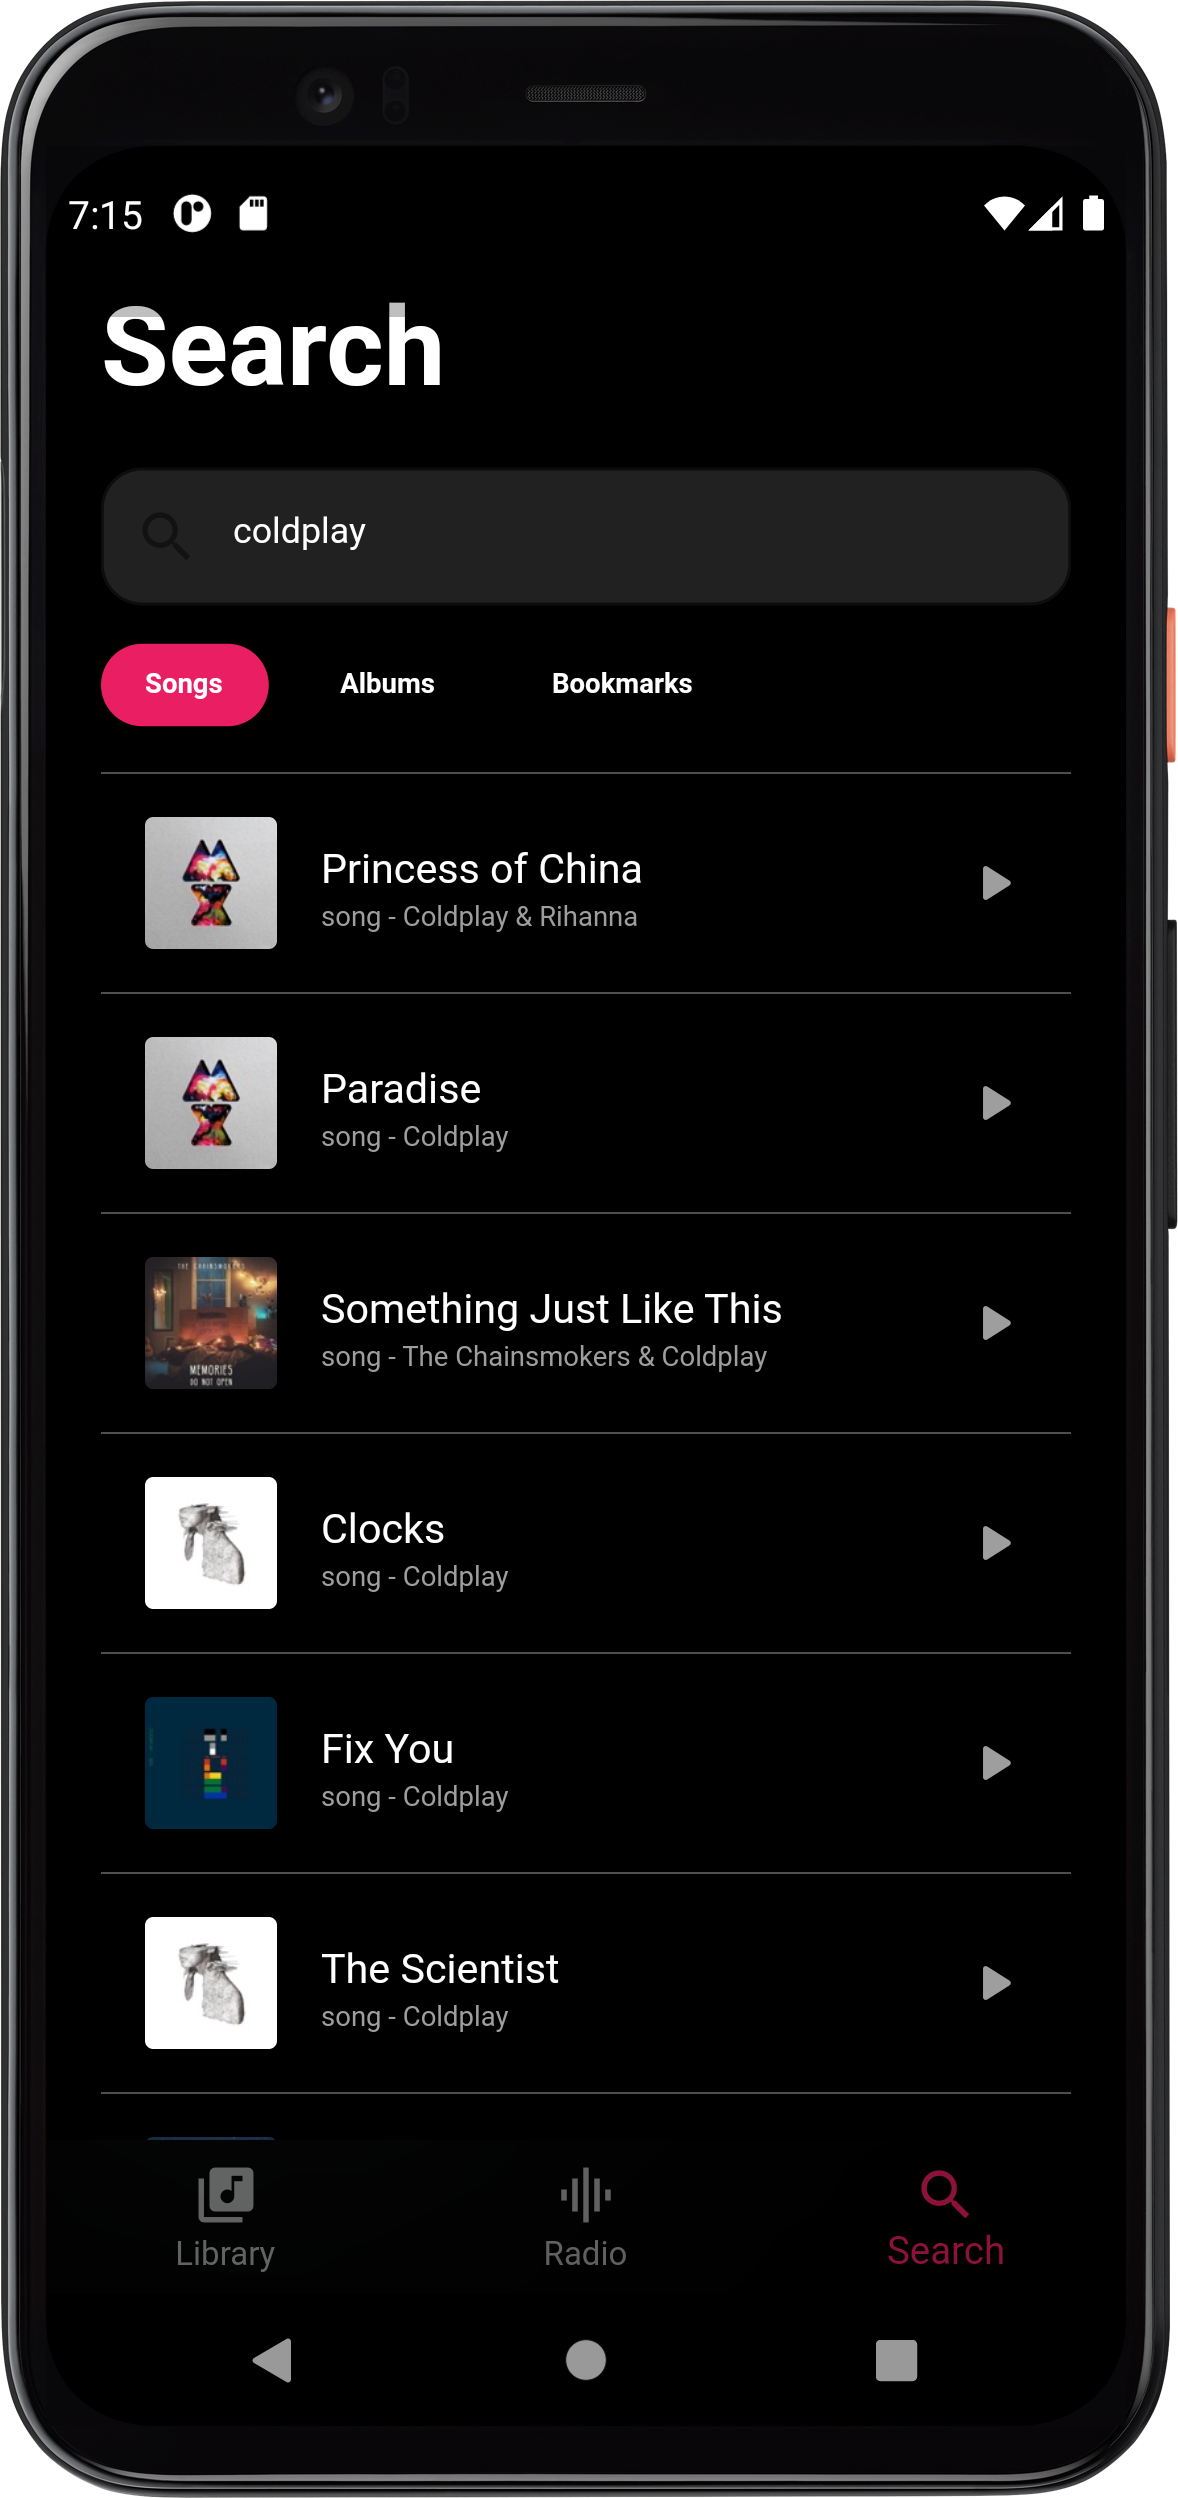 7:15
Search
coldplay
Songs Albums Bookmarks
Princess of China
song - Coldplay & Rihanna
Paradise
song - Coldplay
THE CHAINSMOKERS
MEMORIES
DO NOT OPEN
Something Just Like This
song - The Chainsmokers & Coldplay
Clocks
song - Coldplay
Fix You
song - Coldplay
The Scientist
song - Coldplay
Library Radio Search